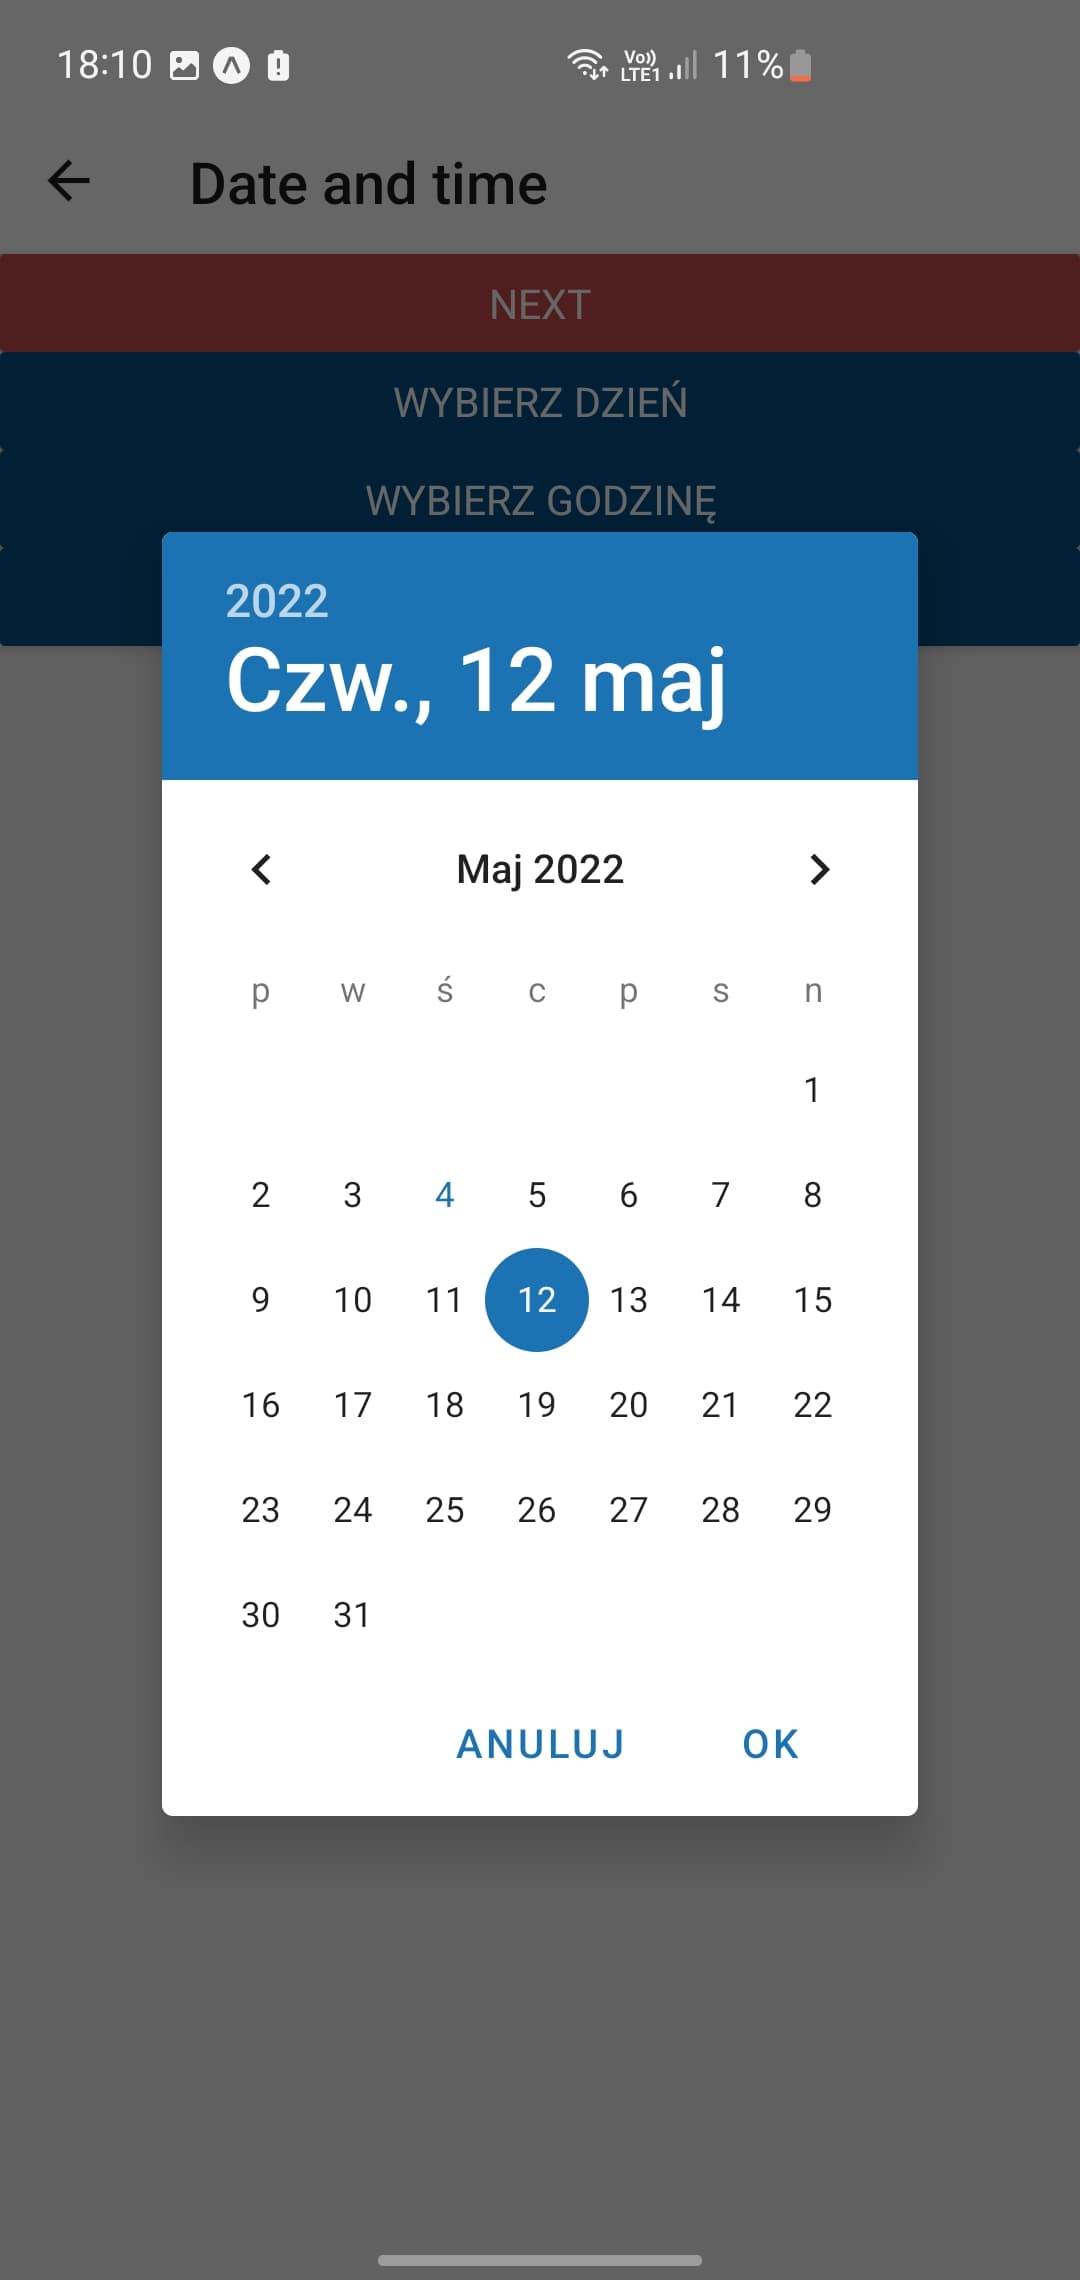 18:10 Vo)) LTE1 11%
Date and time
NEXT
WYBIERZ DZIEŃ
WYBIERZ GODZINĘ
2022
Czw., 12 maj
Maj 2022
p w ś c p s n
1
2 3 4 5 6 7 8
9 10 11 12 13 14 15
16 17 18 19 20 21 22
23 24 25 26 27 28 29
30 31
ANULUJ OK